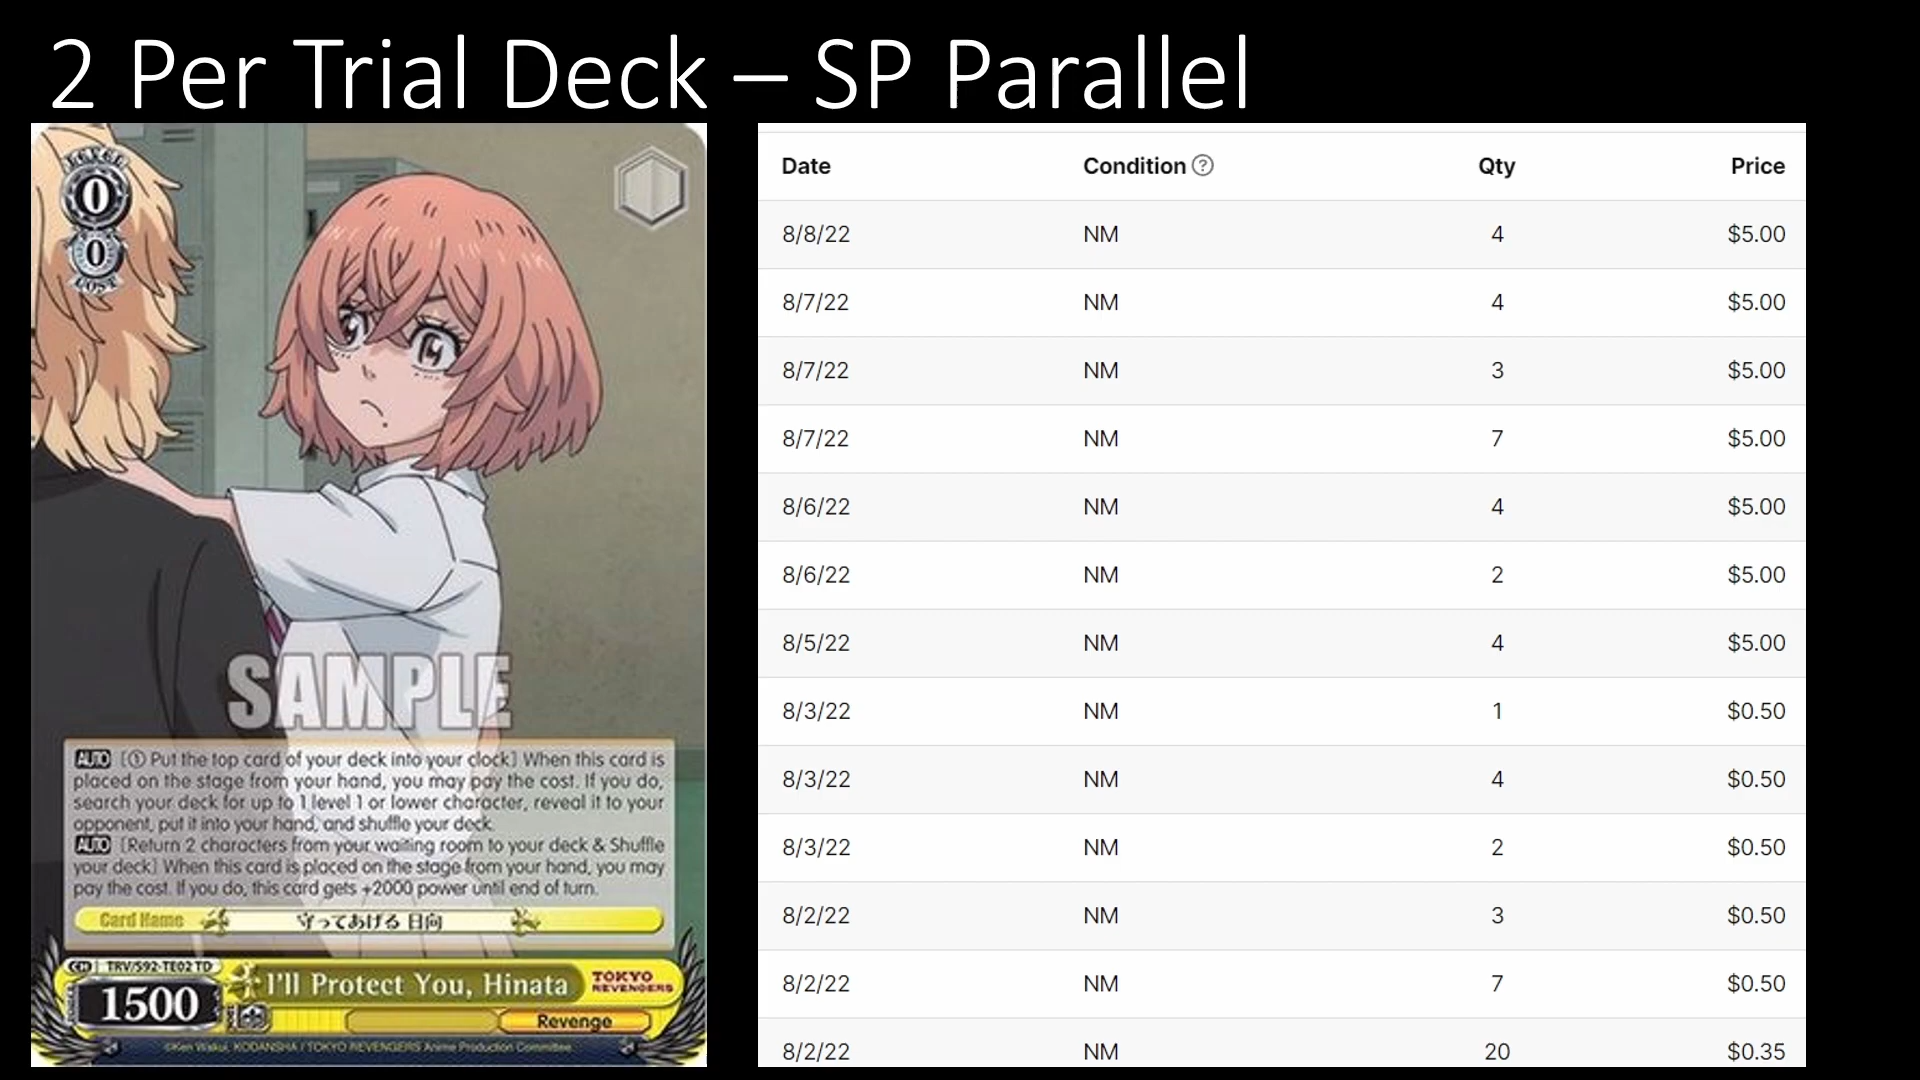 2 Per Trial Deck – SP Parallel
LEVEL
0
0
COST
SAMPLE
AUTO [① Put the top card of your deck into your clock] When this card is
placed on the stage from your hand, you may pay the cost. If you do,
search your deck for up to 1 level 1 or lower character, reveal it to your
opponent, put it into your hand, and shuffle your deck.
AUTO [Return 2 characters from your waiting room to your deck & Shuffle
your deck] When this card is placed on the stage from your hand, you may
pay the cost. If you do, this card gets +2000 power until end of turn.
Card Name 守ってあげる 日向
TRV/S92-TE02 TD
1500
I'll Protect You, Hinata
TOKYO
REVENGERS
Revenge
©Ken Wakui, KODANSHA / TOKYO REVENGERS Anime Production Committee.
Date Condition ? Qty Price
8/8/22 NM 4 $5.00
8/7/22 NM 4 $5.00
8/7/22 NM 3 $5.00
8/7/22 NM 7 $5.00
8/6/22 NM 4 $5.00
8/6/22 NM 2 $5.00
8/5/22 NM 4 $5.00
8/3/22 NM 1 $0.50
8/3/22 NM 4 $0.50
8/3/22 NM 2 $0.50
8/2/22 NM 3 $0.50
8/2/22 NM 7 $0.50
8/2/22 NM 20 $0.35